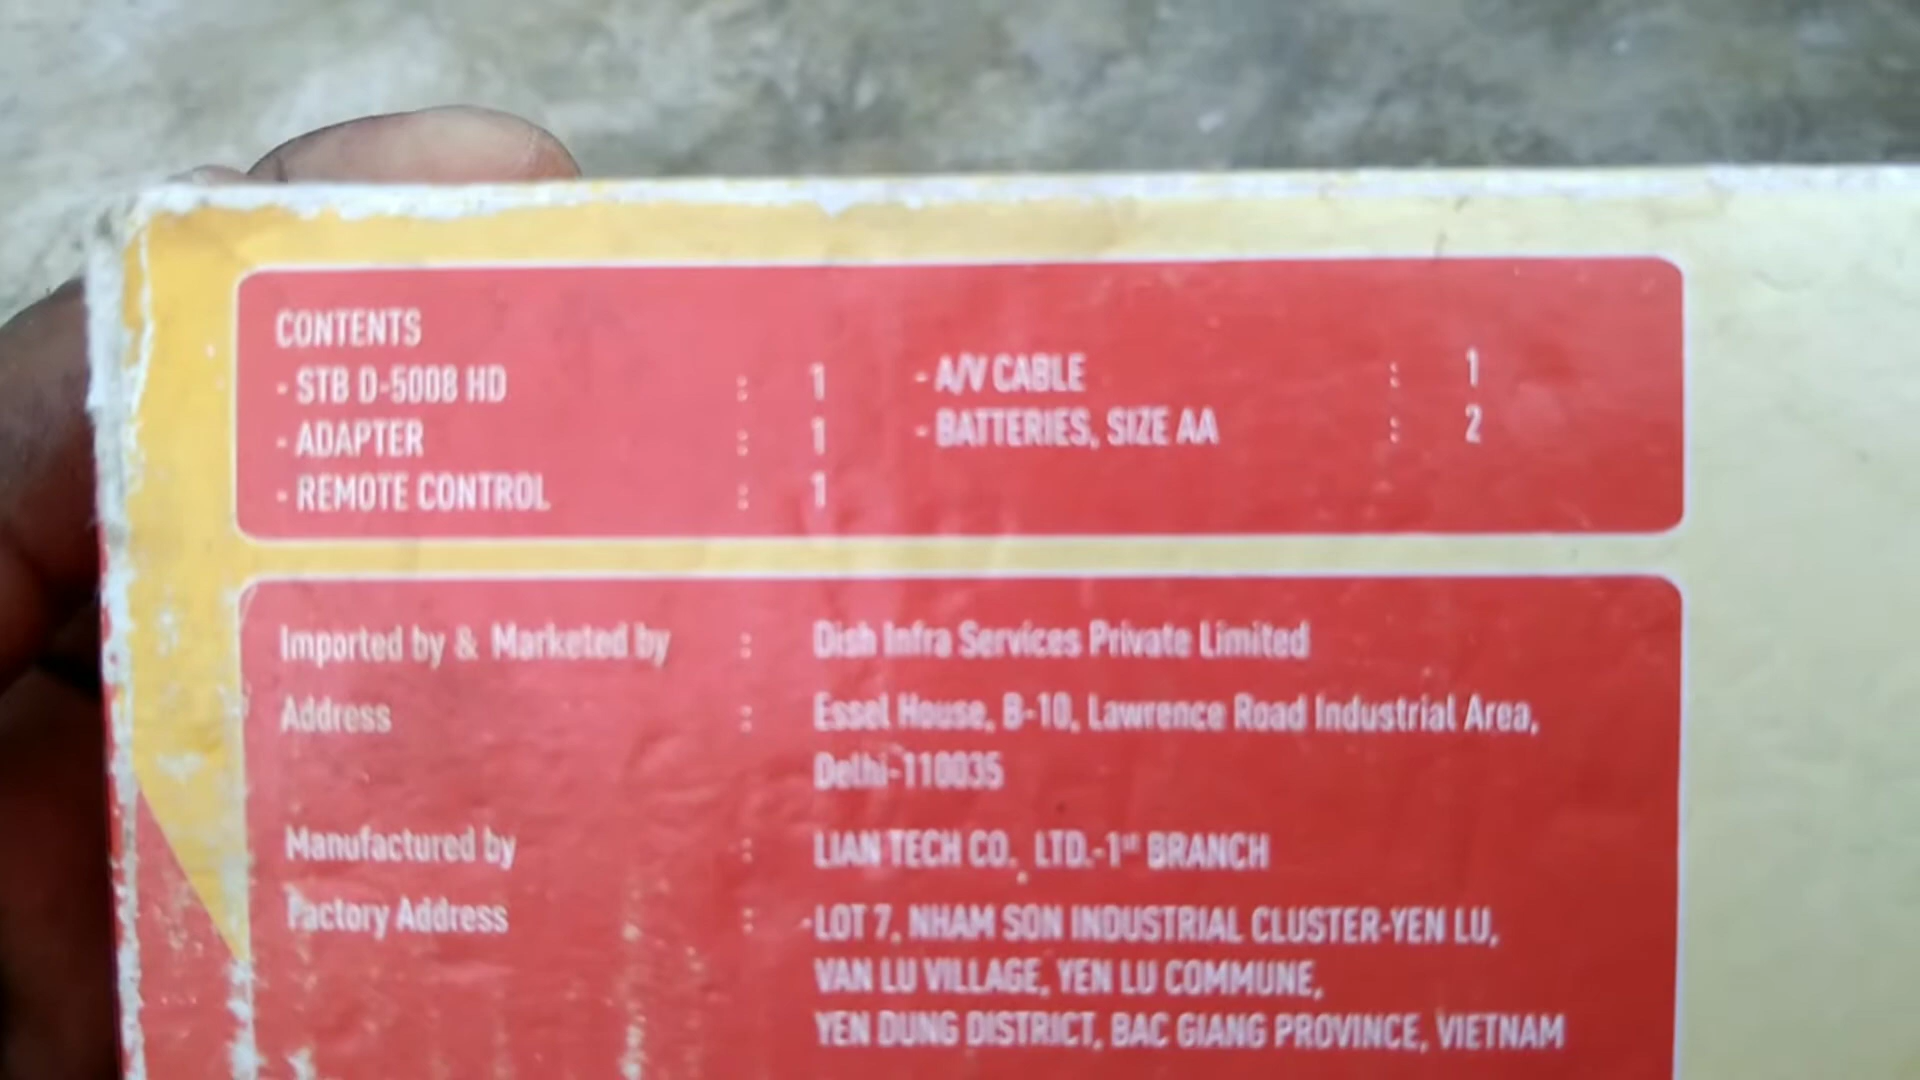 CONTENTS
- STB D-5008 HD : 1
- ADAPTER : 1
- REMOTE CONTROL : 1
- A/V CABLE : 1
- BATTERIES, SIZE AA : 2
Imported by & Marketed by : Dish Infra Services Private Limited
Address : Essel House, B-10, Lawrence Road Industrial Area,
Delhi-110035
Manufactured by : LIAN TECH CO., LTD.-1st BRANCH
Factory Address : -LOT 7, NHAM SON INDUSTRIAL CLUSTER-YEN LU,
VAN LU VILLAGE, YEN LU COMMUNE,
YEN DUNG DISTRICT, BAC GIANG PROVINCE, VIETNAM